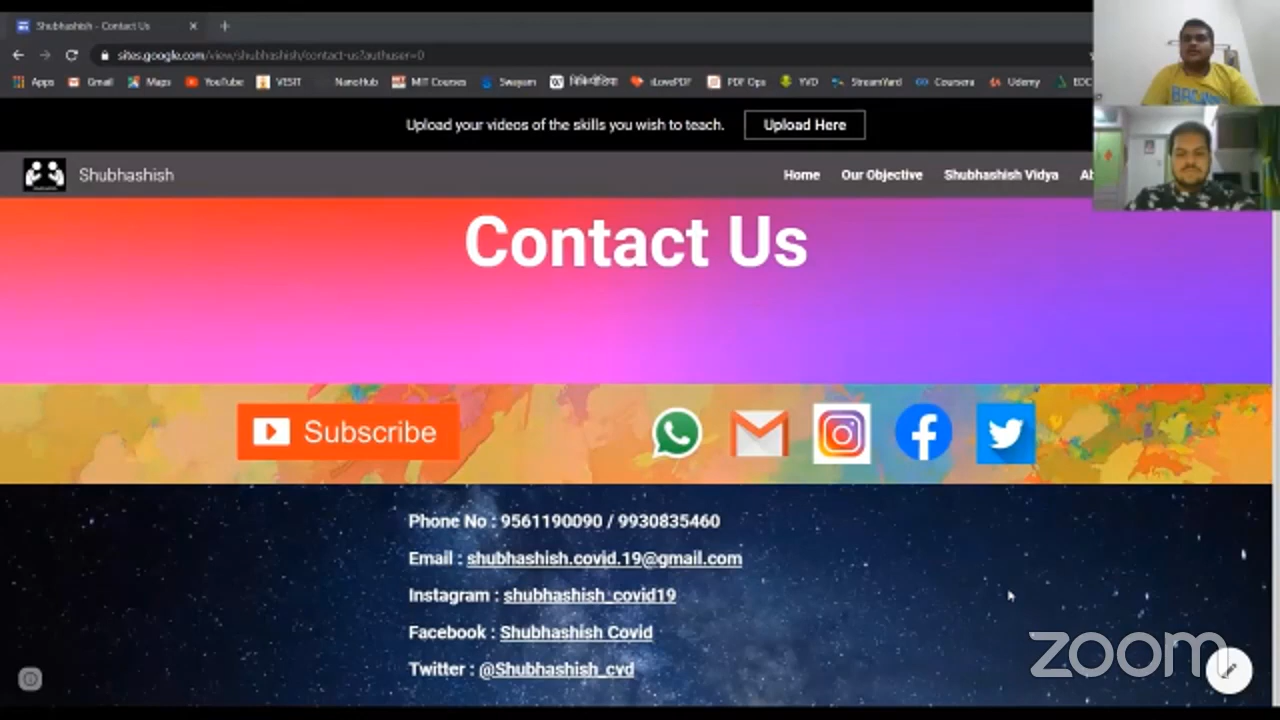 Shubhashish - Contact Us
sites.google.com/view/shubhashish/contact-us?authuser=0
Apps Gmail Maps YouTube VESIT NanoHub MIT Courses Swayam iLovePDF PDF Ops YVD StreamYard Coursera Udemy EDC
Upload your videos of the skills you wish to teach. Upload Here
Shubhashish Home Our Objective Shubhashish Vidya
Contact Us
Subscribe
Phone No : 9561190090 / 9930835460
Email : shubhashish.covid.19@gmail.com
Instagram : shubhashish_covid19
Facebook : Shubhashish Covid
Twitter : @Shubhashish_cvd
zoom